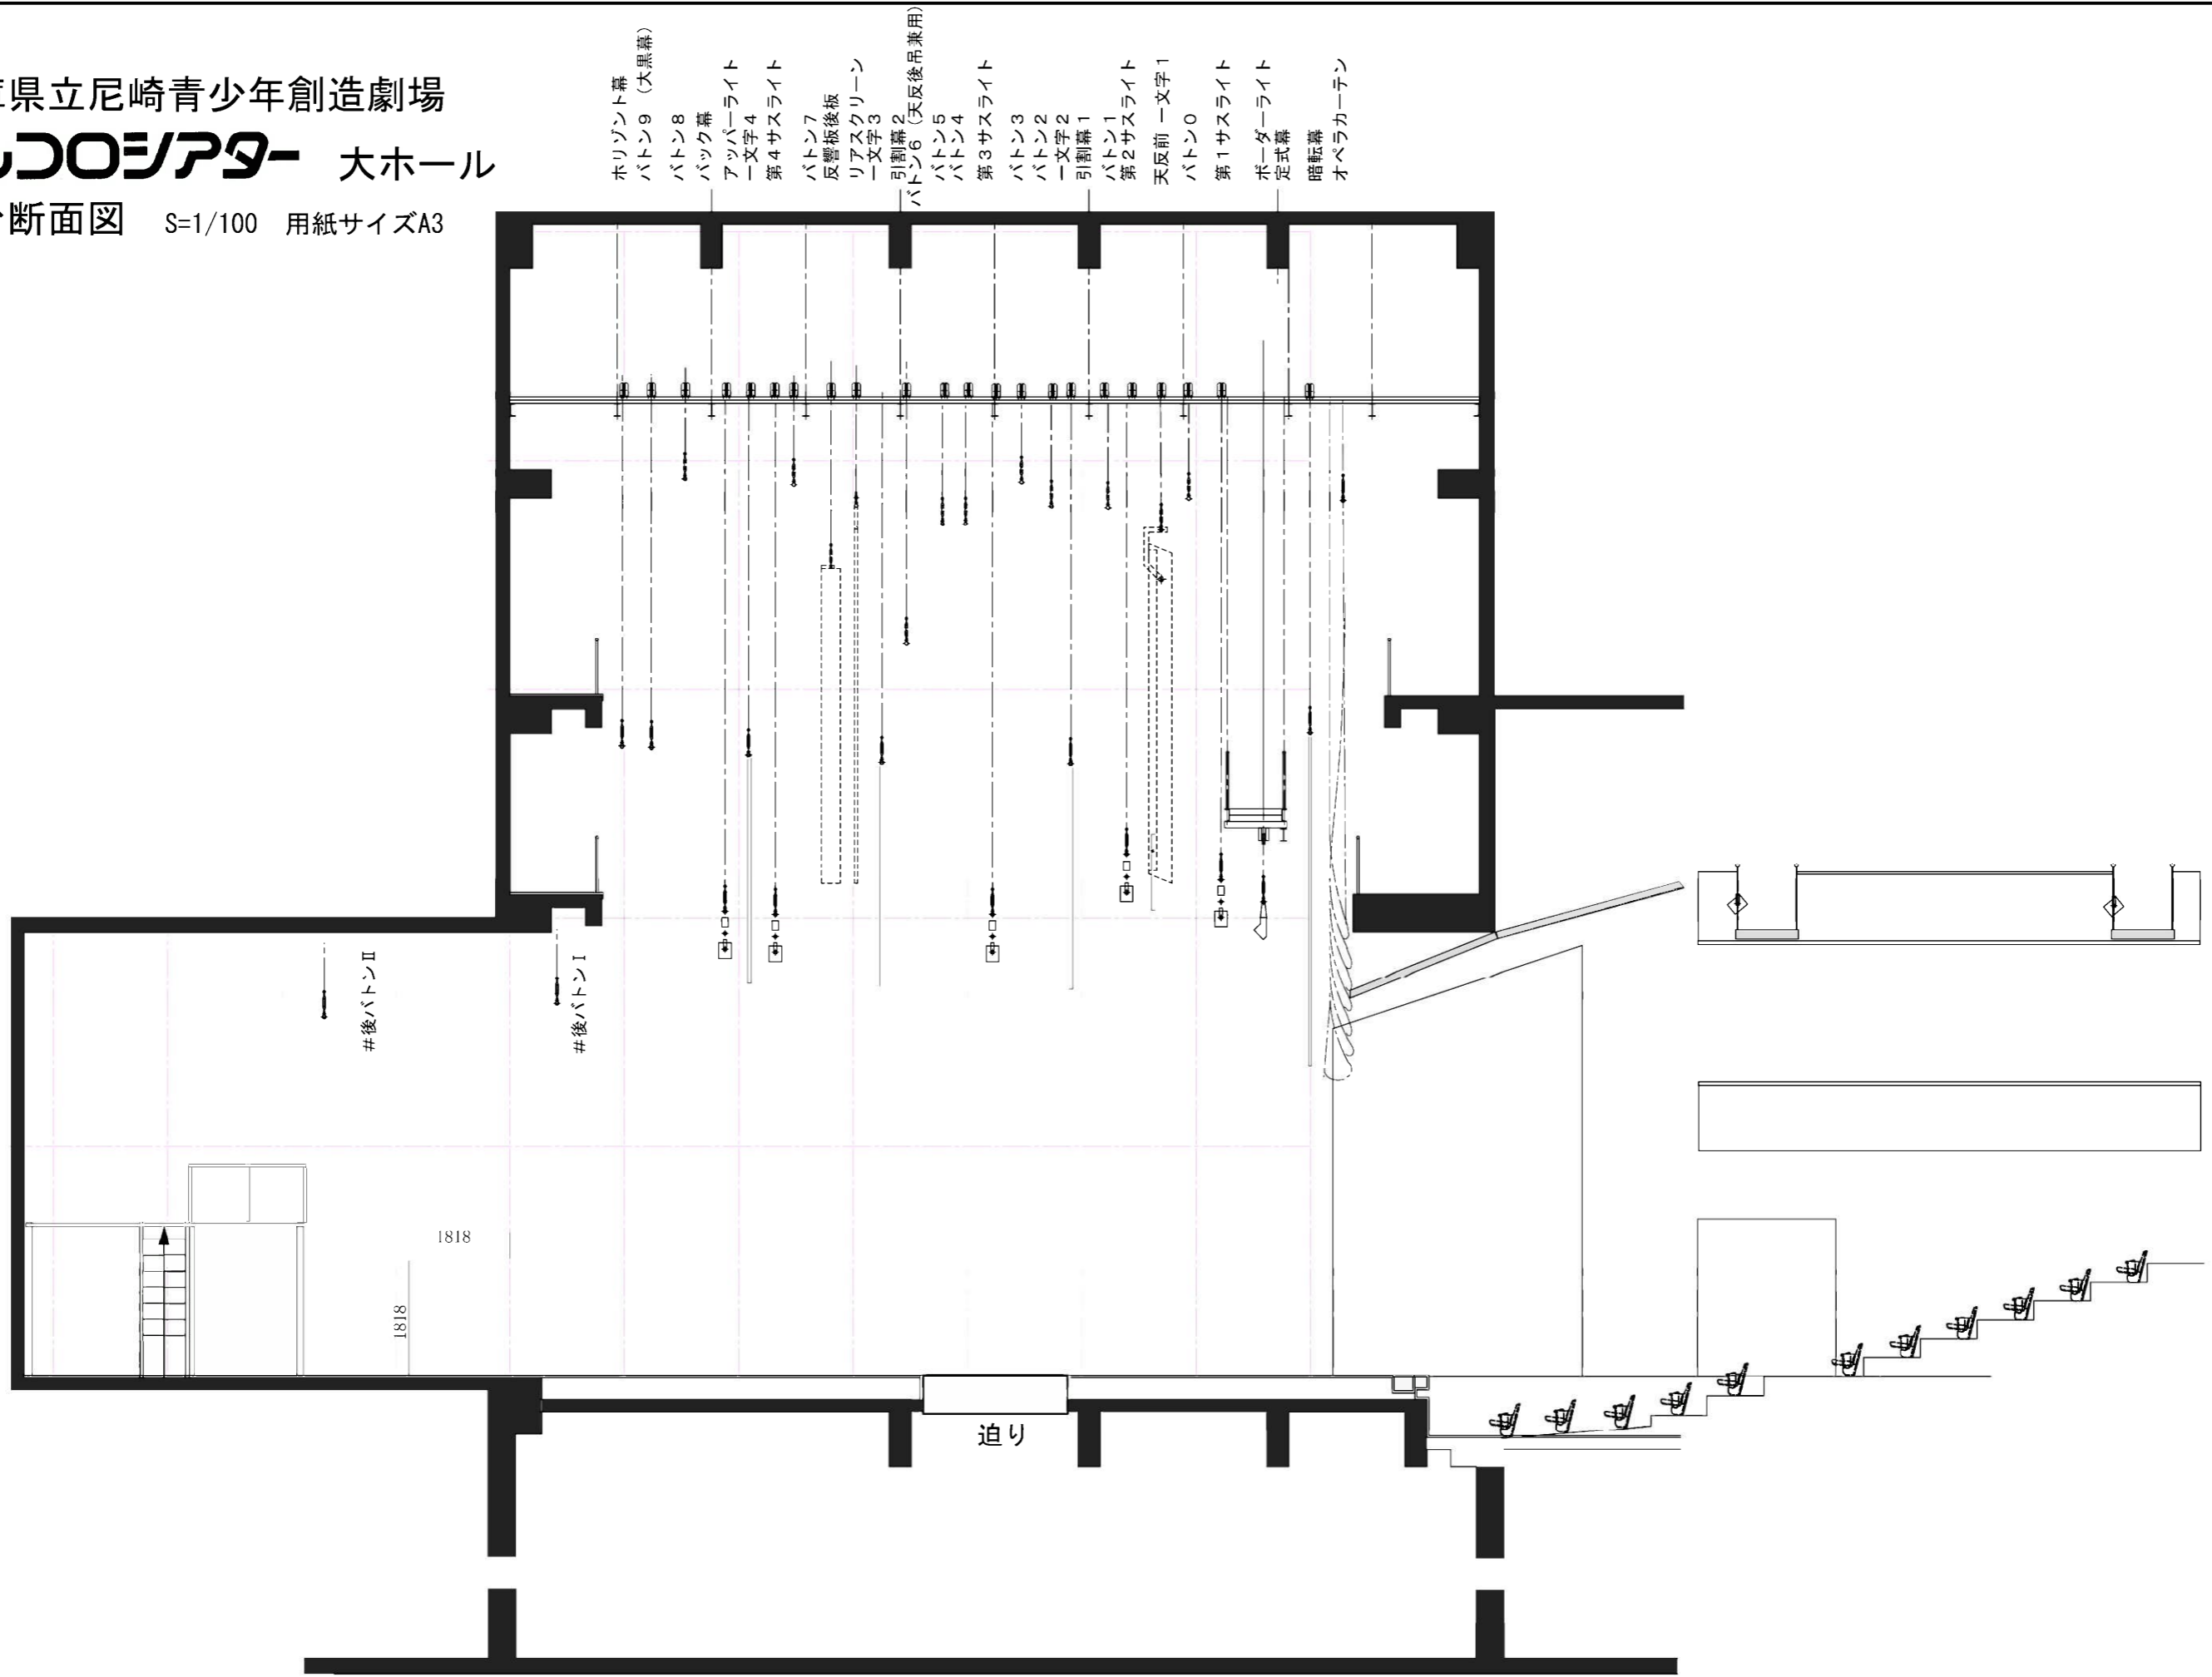 庫県立尼崎青少年創造劇場
ルコロシアター 大ホール
断面図 S=1/100 用紙サイズA3
ホリゾント幕
バトン9 (大黒幕)
バトン8
バック幕
アッパーライト
一文字4
第4サスライト
バトン7
反響板後板
リアスクリーン
一文字3
引割幕2
バトン6 (天反後吊兼用)
バトン5
バトン4
第3サスライト
バトン3
バトン2
一文字2
引割幕1
バトン1
第2サスライト
天反前 一文字1
バトン0
第1サスライト
ボーダーライト
定式幕
暗転幕
オペラカーテン
#後バトンⅡ
#後バトンⅠ
1818
1818
迫り